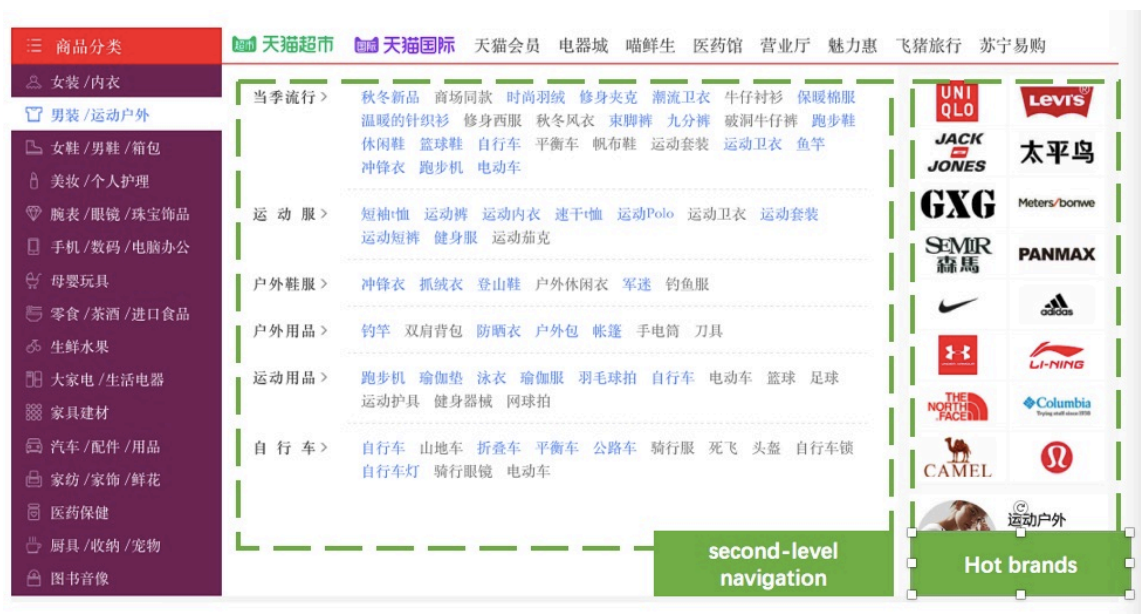 商品分类
超市 天猫超市 国际 天猫国际 天猫会员 电器城 喵鲜生 医药馆 营业厅 魅力惠 飞猪旅行 苏宁易购
女装 /内衣
男装 /运动户外
女鞋 /男鞋 /箱包
美妆 /个人护理
腕表 /眼镜 /珠宝饰品
手机 /数码 /电脑办公
母婴玩具
零食 /茶酒 /进口食品
生鲜水果
大家电 /生活电器
家具建材
汽车 /配件 /用品
家纺 /家饰 /鲜花
医药保健
厨具 /收纳 /宠物
图书音像
当季流行 > 秋冬新品 商场同款 时尚羽绒 修身夹克 潮流卫衣 牛仔衬衫 保暖棉服
温暖的针织衫 修身西服 秋冬风衣 束脚裤 九分裤 破洞牛仔裤 跑步鞋
休闲鞋 篮球鞋 自行车 平衡车 帆布鞋 运动套装 运动卫衣 鱼竿
冲锋衣 跑步机 电动车
运 动 服 > 短袖t恤 运动裤 运动内衣 速干t恤 运动Polo 运动卫衣 运动套装
运动短裤 健身服 运动茄克
户外鞋服 > 冲锋衣 抓绒衣 登山鞋 户外休闲衣 军迷 钓鱼服
户外用品 > 钓竿 双肩背包 防晒衣 户外包 帐篷 手电筒 刀具
运动用品 > 跑步机 瑜伽垫 泳衣 瑜伽服 羽毛球拍 自行车 电动车 篮球 足球
运动护具 健身器械 网球拍
自 行 车 > 自行车 山地车 折叠车 平衡车 公路车 骑行服 死飞 头盔 自行车锁
自行车灯 骑行眼镜 电动车
second-level
navigation
UNI
QLO
LEVI'S
JACK
JONES
太平鸟
GXG
Meters/bonwe
SEMIR
森馬
PANMAX
adidas
LI-NING
THE
NORTH
FACE
Columbia
CAMEL
运动户外
Hot brands